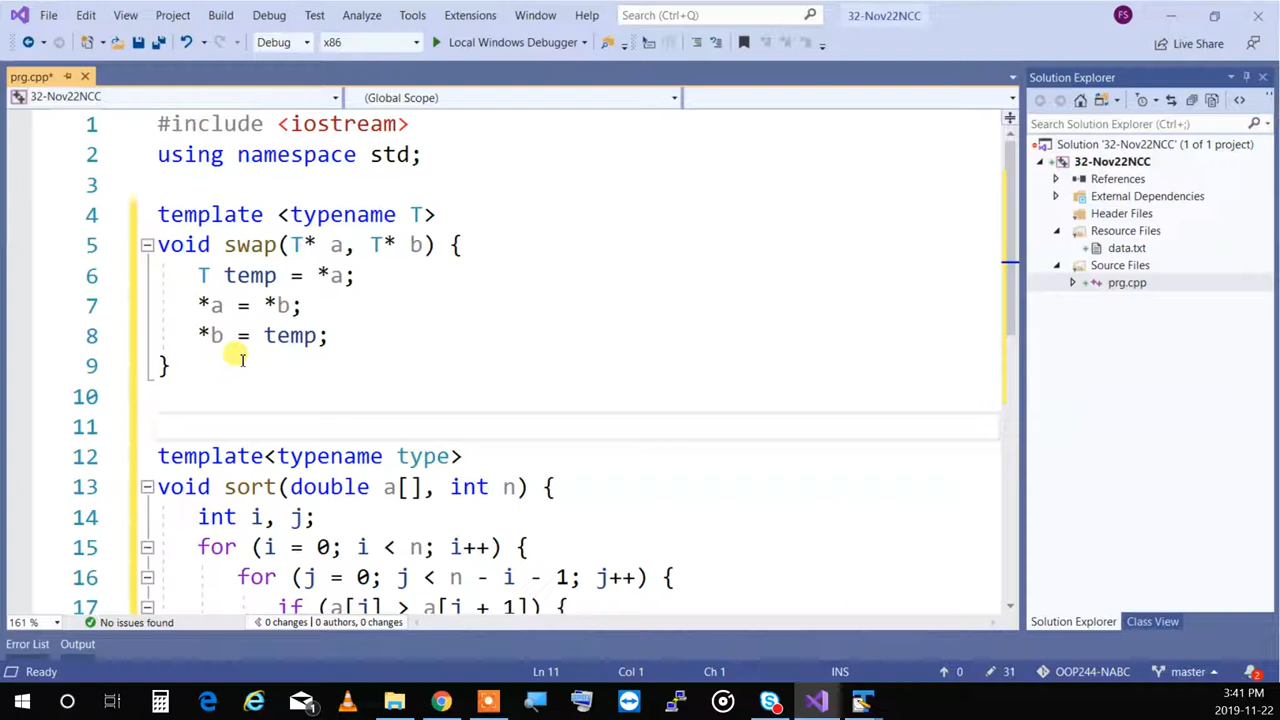 File Edit View Project Build Debug Test Analyze Tools Extensions Window Help Search (Ctrl+Q) 32-Nov22NCC FS
Debug x86 Local Windows Debugger Live Share
prg.cpp*
32-Nov22NCC (Global Scope)
1 #include <iostream>
2 using namespace std;
3
4 template <typename T>
5 void swap(T* a, T* b) {
6 T temp = *a;
7 *a = *b;
8 *b = temp;
9 }
10
11
12 template<typename type>
13 void sort(double a[], int n) {
14 int i, j;
15 for (i = 0; i < n; i++) {
16 for (j = 0; j < n - i - 1; j++) {
17 if (a[j] > a[j + 1]) {
161 % No issues found 0 changes | 0 authors, 0 changes
Solution Explorer
Search Solution Explorer (Ctrl+;)
Solution '32-Nov22NCC' (1 of 1 project)
32-Nov22NCC
References
External Dependencies
Header Files
Resource Files
data.txt
Source Files
prg.cpp
Solution Explorer Class View
Error List Output
Ready Ln 11 Col 1 Ch 1 INS 0 31 OOP244-NABC master 2
1
3:41 PM
2019-11-22